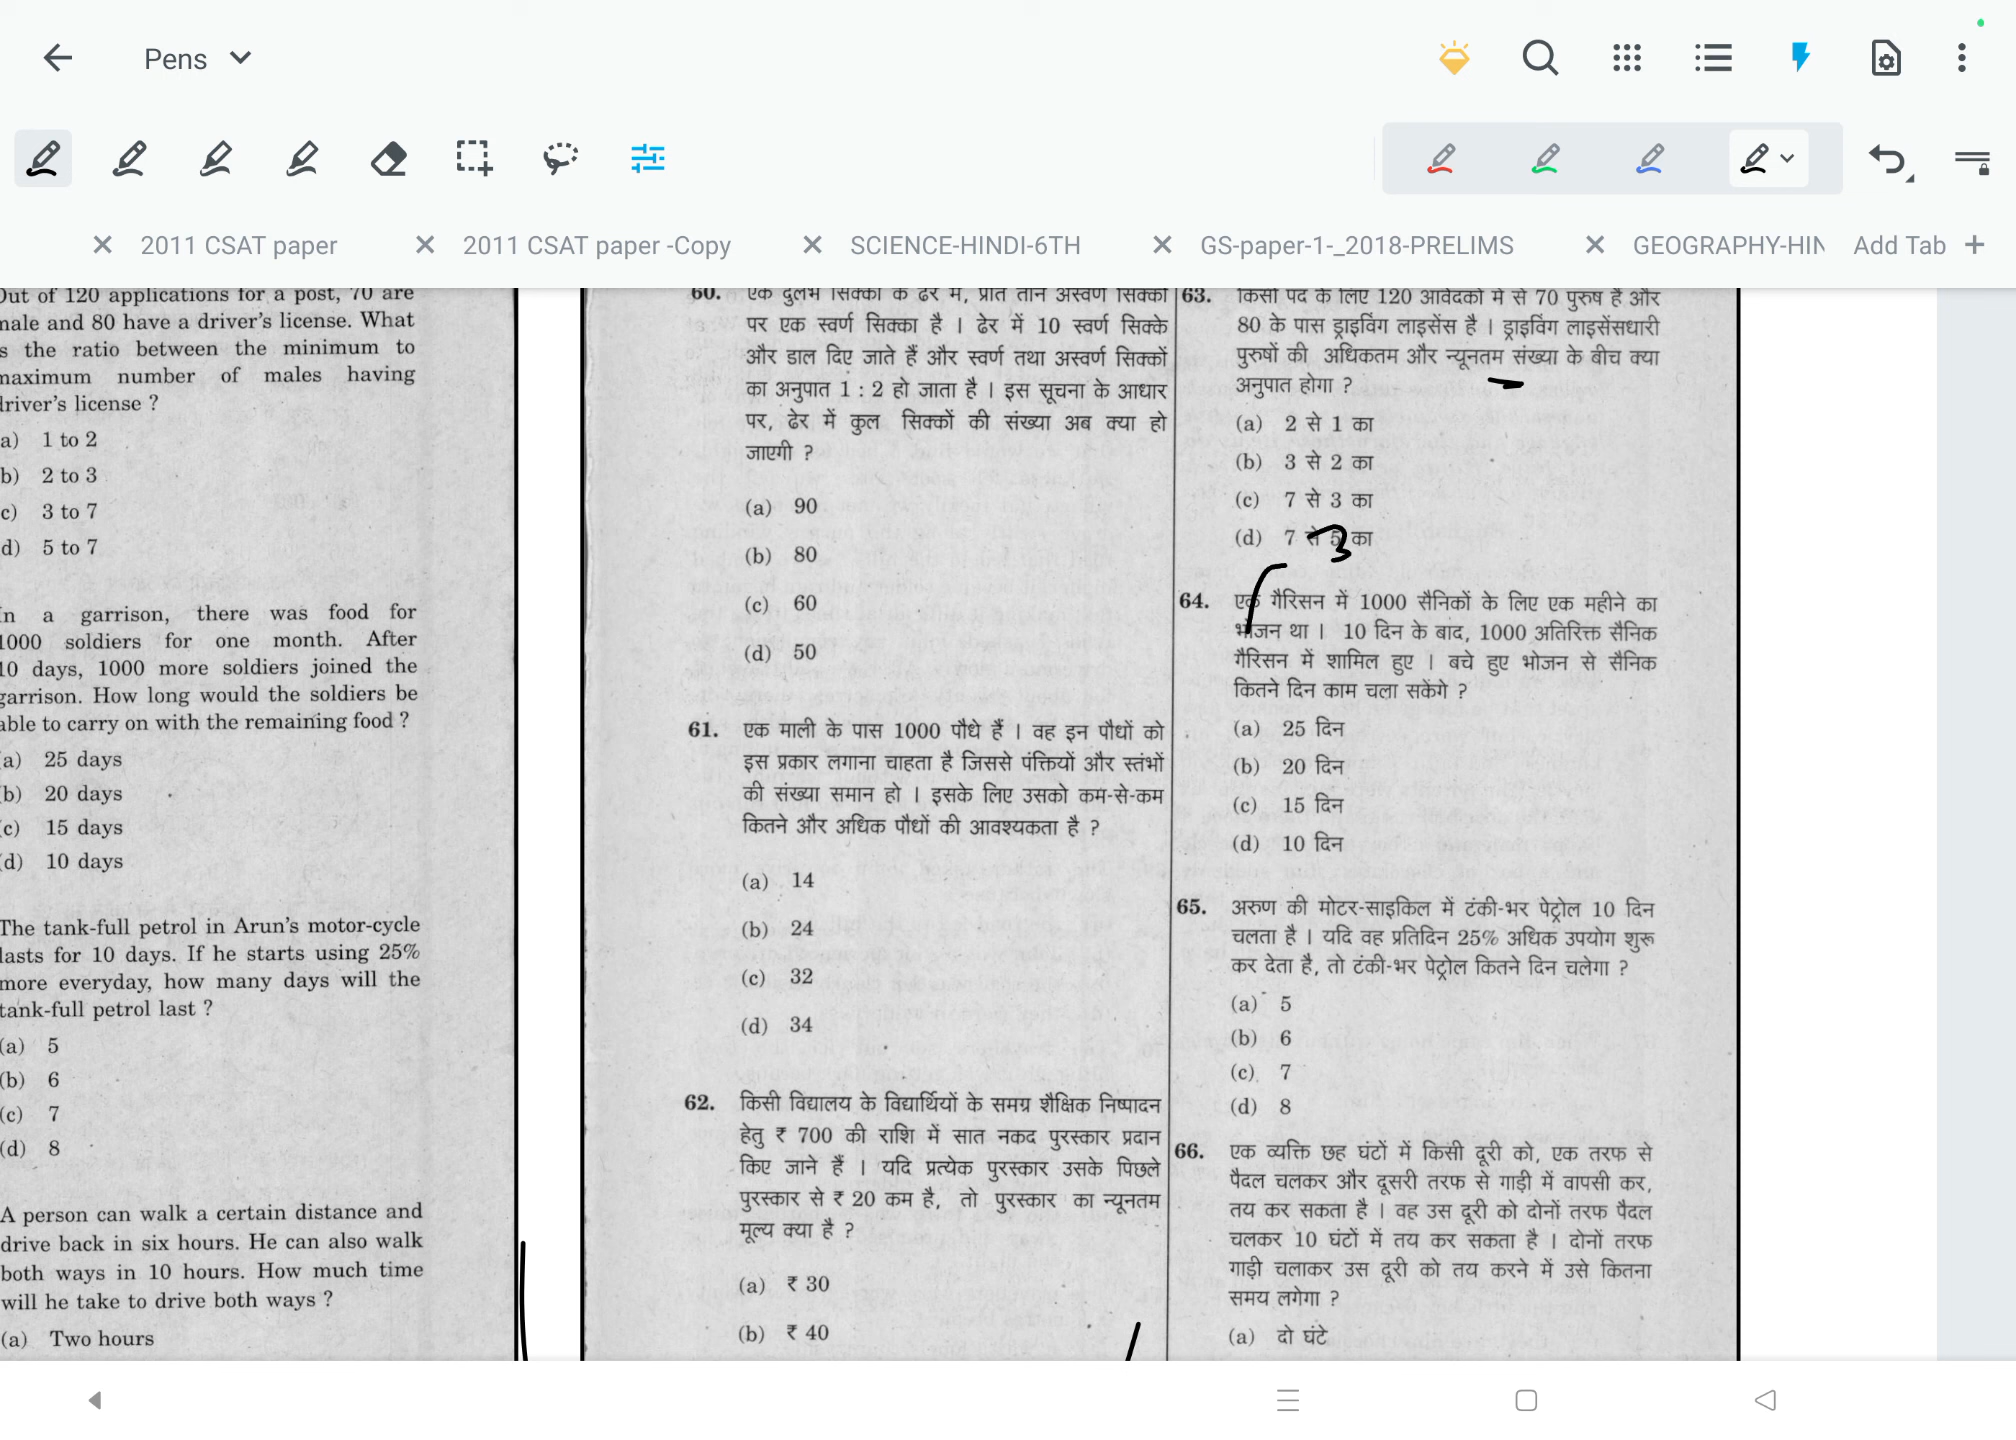 Pens
2011 CSAT paper
2011 CSAT paper -Copy
SCIENCE-HINDI-6TH
GS-paper-1-_2018-PRELIMS
GEOGRAPHY-HIN
Add Tab
Out of 120 applications for a post, 70 are
male and 80 have a driver's license. What
s the ratio between the minimum to
maximum number of males having
driver's license ?
a) 1 to 2
b) 2 to 3
c) 3 to 7
d) 5 to 7
In a garrison, there was food for
1000 soldiers for one month. After
10 days, 1000 more soldiers joined the
garrison. How long would the soldiers be
able to carry on with the remaining food ?
(a) 25 days
(b) 20 days
(c) 15 days
(d) 10 days
The tank-full petrol in Arun's motor-cycle
lasts for 10 days. If he starts using 25%
more everyday, how many days will the
tank-full petrol last ?
(a) 5
(b) 6
(c) 7
(d) 8
A person can walk a certain distance and
drive back in six hours. He can also walk
both ways in 10 hours. How much time
will he take to drive both ways ?
(a) Two hours
60. एक दुर्लभ सिक्कों के ढेर में, प्रति तीन अस्वर्ण सिक्कों
पर एक स्वर्ण सिक्का है । ढेर में 10 स्वर्ण सिक्के
और डाल दिए जाते हैं और स्वर्ण तथा अस्वर्ण सिक्कों
का अनुपात 1 : 2 हो जाता है । इस सूचना के आधार
पर, ढेर में कुल सिक्कों की संख्या अब क्या हो
जाएगी ?
(a) 90
(b) 80
(c) 60
(d) 50
61. एक माली के पास 1000 पौधे हैं । वह इन पौधों को
इस प्रकार लगाना चाहता है जिससे पंक्तियों और स्तंभों
की संख्या समान हो । इसके लिए उसको कम-से-कम
कितने और अधिक पौधों की आवश्यकता है ?
(a) 14
(b) 24
(c) 32
(d) 34
62. किसी विद्यालय के विद्यार्थियों के समग्र शैक्षिक निष्पादन
हेतु ₹ 700 की राशि में सात नकद पुरस्कार प्रदान
किए जाने हैं । यदि प्रत्येक पुरस्कार उसके पिछले
पुरस्कार से ₹ 20 कम है, तो पुरस्कार का न्यूनतम
मूल्य क्या है ?
(a) ₹ 30
(b) ₹ 40
63. किसी पद के लिए 120 आवेदकों में से 70 पुरुष हैं और
80 के पास ड्राइविंग लाइसेंस है । ड्राइविंग लाइसेंसधारी
पुरुषों की अधिकतम और न्यूनतम संख्या के बीच क्या
अनुपात होगा ?
(a) 2 से 1 का
(b) 3 से 2 का
(c) 7 से 3 का
(d) 7 से 5 का
64. एक गैरिसन में 1000 सैनिकों के लिए एक महीने का
भोजन था । 10 दिन के बाद, 1000 अतिरिक्त सैनिक
गैरिसन में शामिल हुए । बचे हुए भोजन से सैनिक
कितने दिन काम चला सकेंगे ?
(a) 25 दिन
(b) 20 दिन
(c) 15 दिन
(d) 10 दिन
65. अरुण की मोटर-साइकिल में टंकी-भर पेट्रोल 10 दिन
चलता है । यदि वह प्रतिदिन 25% अधिक उपयोग शुरू
कर देता है, तो टंकी-भर पेट्रोल कितने दिन चलेगा ?
(a) 5
(b) 6
(c) 7
(d) 8
66. एक व्यक्ति छह घंटों में किसी दूरी को, एक तरफ से
पैदल चलकर और दूसरी तरफ से गाड़ी में वापसी कर,
तय कर सकता है । वह उस दूरी को दोनों तरफ पैदल
चलकर 10 घंटों में तय कर सकता है । दोनों तरफ
गाड़ी चलाकर उस दूरी को तय करने में उसे कितना
समय लगेगा ?
(a) दो घंटे